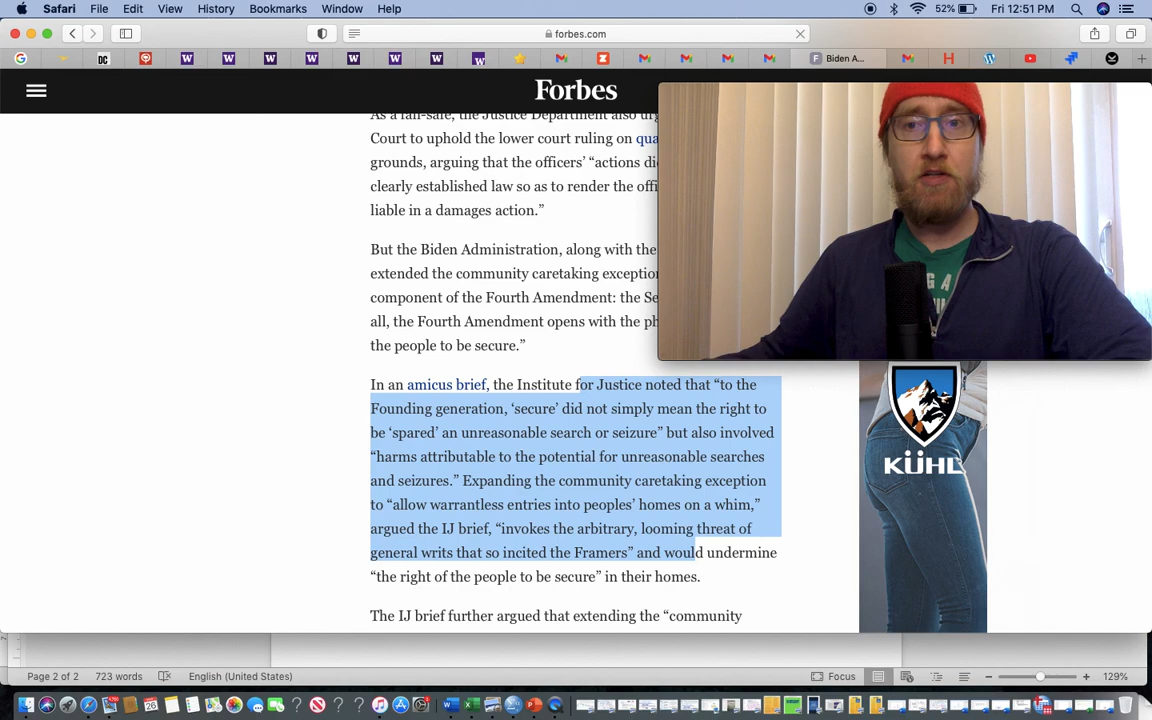 Safari File Edit View History Bookmarks Window Help 52% Fri 12:51 PM
forbes.com
DC Biden A...
Forbes
As a fail-safe, the Justice Department also
Court to uphold the lower court ruling on
grounds, arguing that the officers’ “actions
clearly established law so as to render the
liable in a damages action.”
But the Biden Administration, along with the
extended the community caretaking
component of the Fourth Amendment: the
all, the Fourth Amendment opens with the
the people to be secure.”
In an amicus brief, the Institute for Justice noted that “to the
Founding generation, ‘secure’ did not simply mean the right to
be ‘spared’ an unreasonable search or seizure” but also involved
“harms attributable to the potential for unreasonable searches
and seizures.” Expanding the community caretaking exception
to “allow warrantless entries into peoples’ homes on a whim,”
argued the IJ brief, “invokes the arbitrary, looming threat of
general writs that so incited the Framers” and would undermine
“the right of the people to be secure” in their homes.
The IJ brief further argued that extending the “community
KÜHL
Page 2 of 2 723 words English (United States) Focus 129%